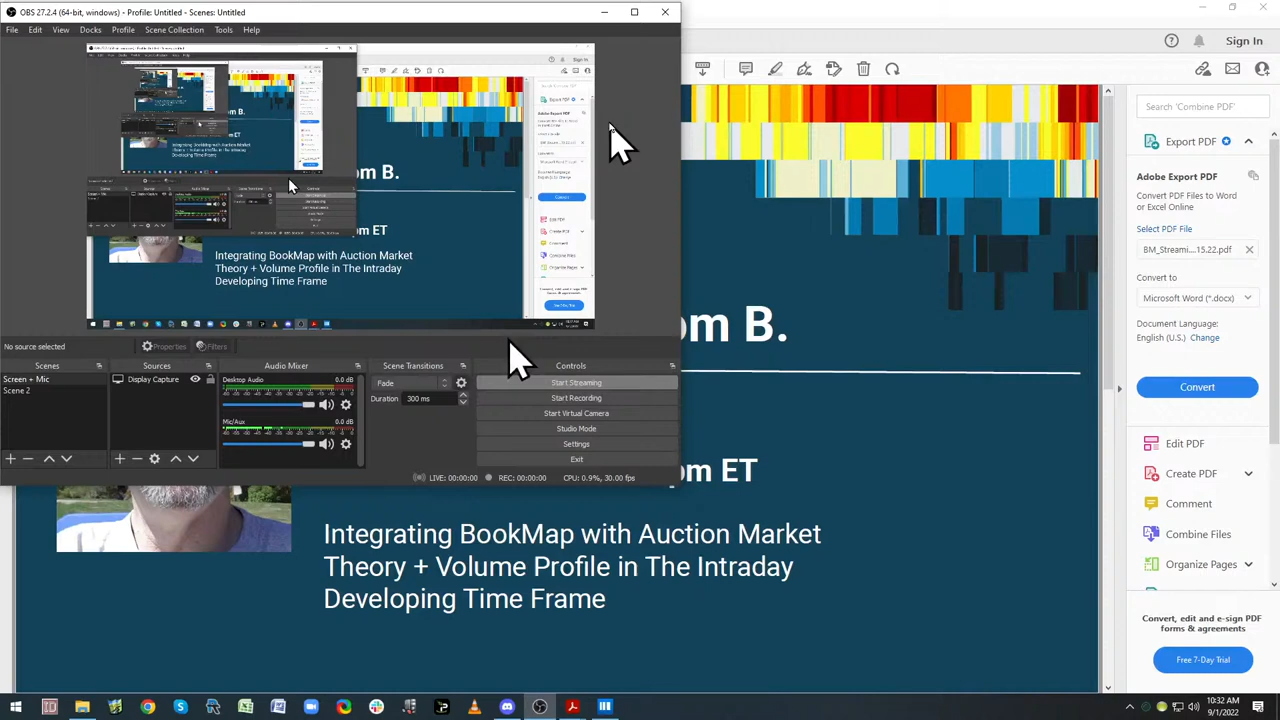 OBS 27.2.4 (64-bit, windows) - Profile: Untitled - Scenes: Untitled
File Edit View Docks Profile Scene Collection Tools Help
Sign In
om B.
om ET
Integrating BookMap with Auction Market
Theory + Volume Profile in The Intraday
Developing Time Frame
Sign
Search Combine PDF
Export PDF
Adobe Export PDF
Convert PDF Files to Word
or Excel Online
Select PDF File
BM_Streami... 15.22.pdf
Convert to
Microsoft Word (*.docx)
Document Language:
English (U.S.) Change
Convert
Edit PDF
Create PDF
Comment
Combine Files
Organize Pages
Convert, edit and e-sign PDF
forms & agreements
Free 7-Day Trial
No source selected
Properties
Filters
Scenes
Screen + Mic
Scene 2
Sources
Display Capture
Audio Mixer
Desktop Audio 0.0 dB
Mic/Aux 0.0 dB
Scene Transitions
Fade
Duration 300 ms
Controls
Start Streaming
Start Recording
Start Virtual Camera
Studio Mode
Settings
Exit
LIVE: 00:00:00 REC: 00:00:00 CPU: 0.9%, 30.00 fps
om B.
om ET
Integrating BookMap with Auction Market
Theory + Volume Profile in The Intraday
Developing Time Frame
10:32 AM
9/1/2022